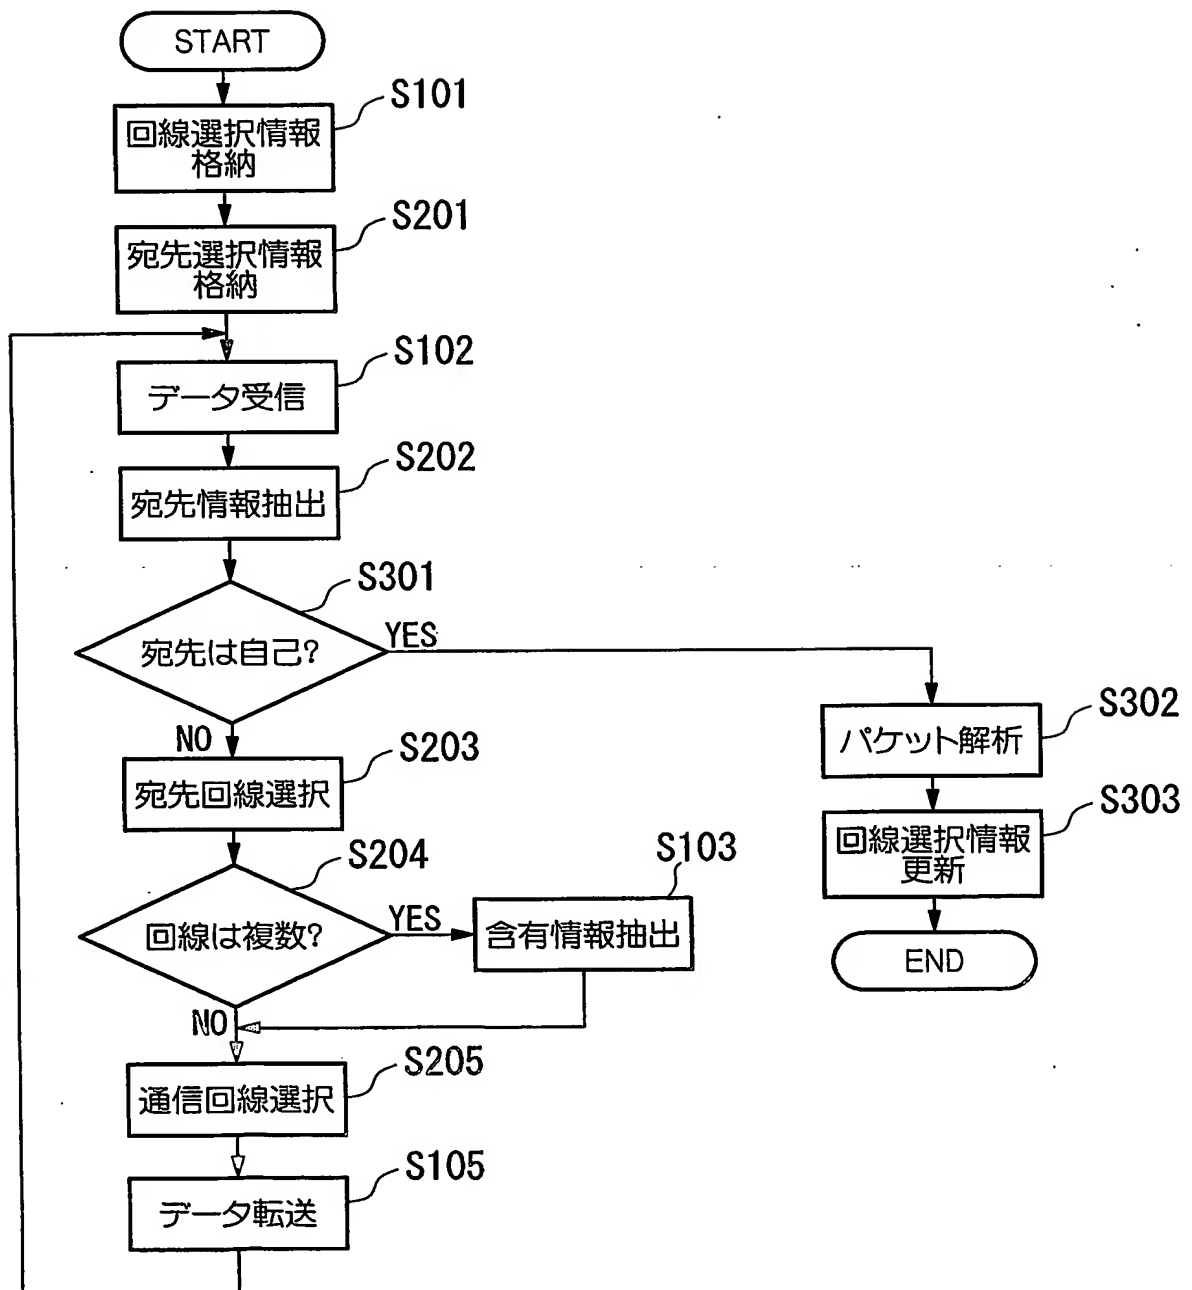 START
S101
回線選択情報
格納
S201
宛先選択情報
格納
S102
データ受信
S202
宛先情報抽出
S301
宛先は自己?
YES
NO
S302
パケット解析
S203
宛先回線選択
S303
回線選択情報
更新
S204
回線は複数?
YES
S103
含有情報抽出
END
NO
S205
通信回線選択
S105
データ転送